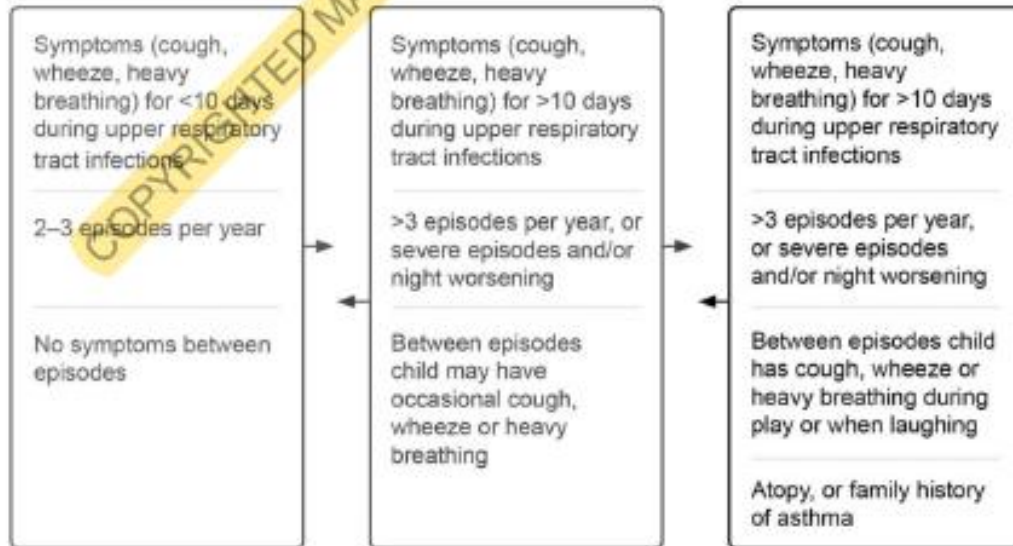 Symptoms (cough,
wheeze, heavy
breathing) for <10 days
during upper respiratory
tract infections
2–3 episodes per year
No symptoms between
episodes
Symptoms (cough,
wheeze, heavy
breathing) for >10 days
during upper respiratory
tract infections
>3 episodes per year, or
severe episodes and/or
night worsening
Between episodes
child may have
occasional cough,
wheeze or heavy
breathing
Symptoms (cough,
wheeze, heavy
breathing) for >10 days
during upper respiratory
tract infections
>3 episodes per year,
or severe episodes
and/or night worsening
Between episodes child
has cough, wheeze or
heavy breathing during
play or when laughing
Atopy, or family history
of asthma
COPYRIGHTED